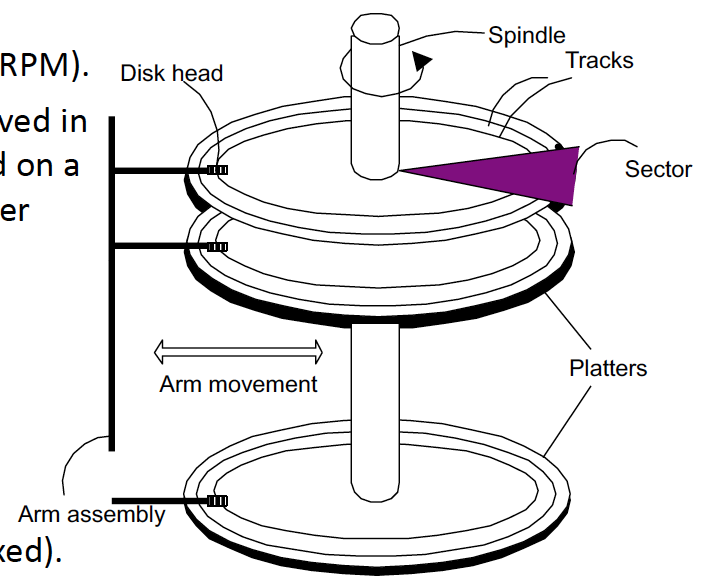 RPM).
ved in
d on a
er
Disk head
Spindle
Tracks
Sector
Arm movement
Platters
Arm assembly
xed).